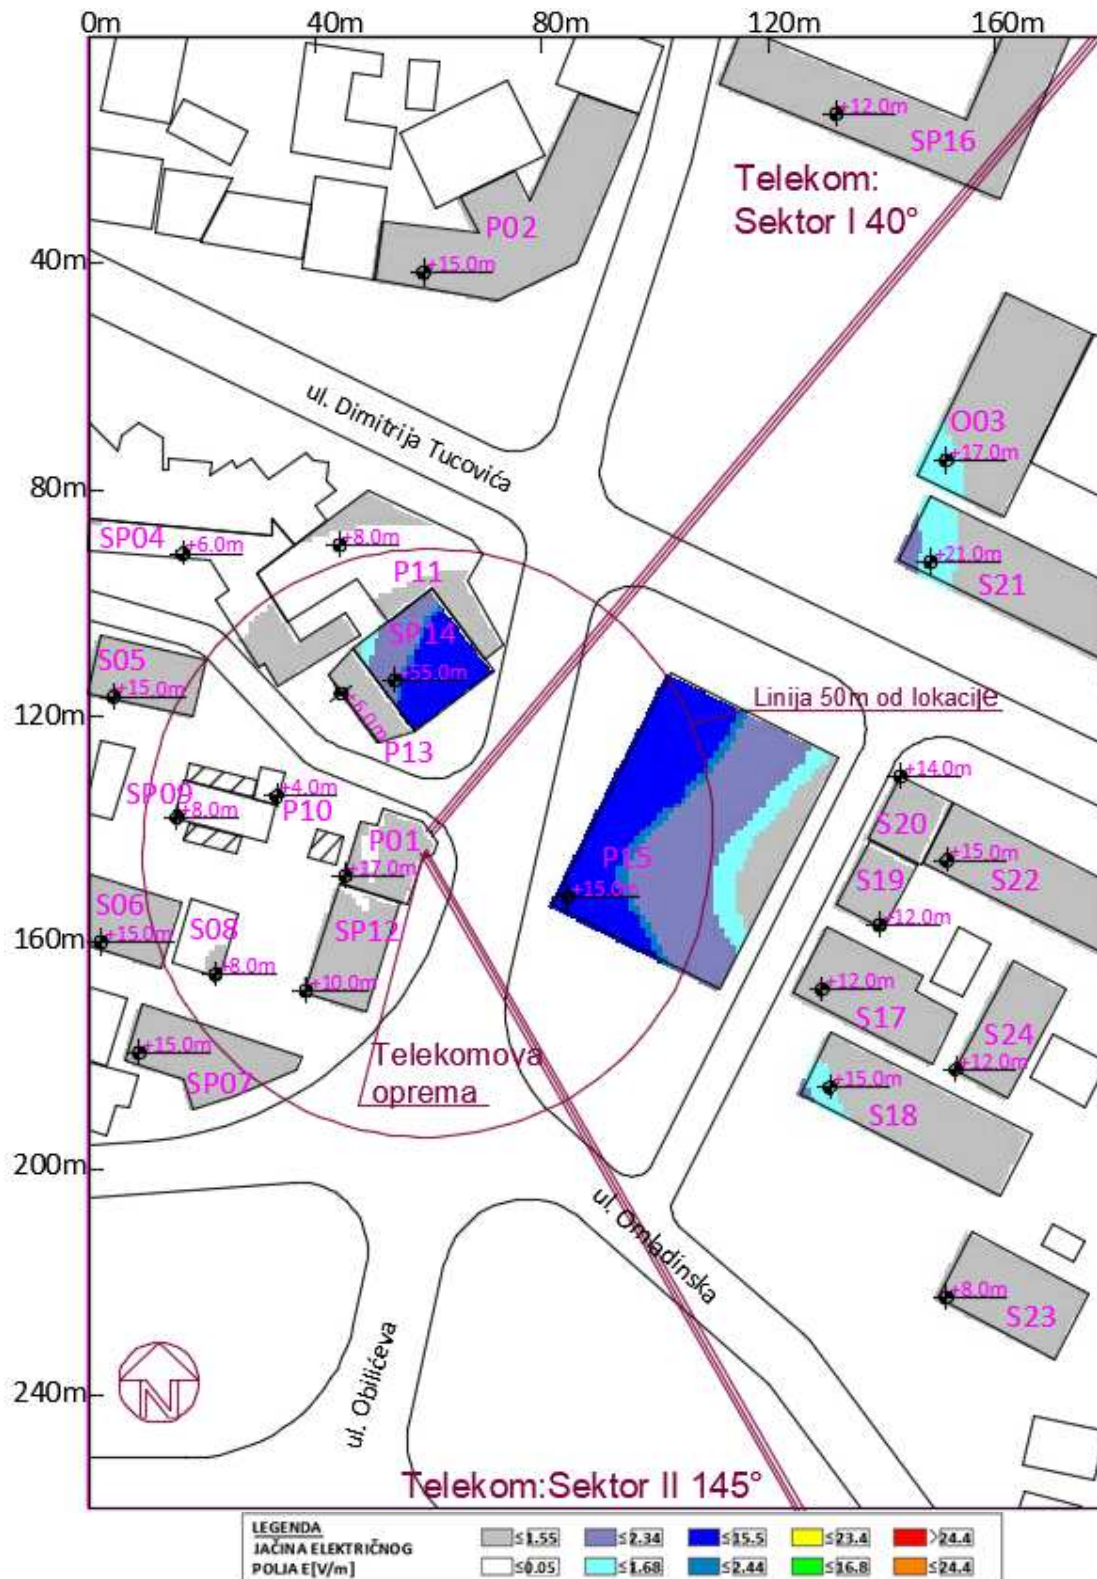 0m 40m 80m 120m 160m
+12.0m
SP16
Telekom:
Sektor I 40°
P02
+15.0m
40m
ul. Dimitrija Tucovića
O03
+17.0m
80m
SP04
+6.0m
+8.0m
P11
+21.0m
S21
SP14
+55.0m
S05
+15.0m
+6.0m
Linija 50m od lokacije
120m
P13
SP09
+8.0m
+4.0m
P10
+14.0m
S20
P01
+17.0m
P15
+15.0m
+15.0m
S22
S19
+12.0m
S06
+15.0m
160m
S08
+8.0m
SP12
+10.0m
+12.0m
S17
S24
+12.0m
+15.0m
SP07
Telekomova
oprema
+15.0m
S18
200m
ul. Omladinska
+8.0m
S23
240m
N
ul. Obilićeva
Telekom:Sektor II 145°
LEGENDA
JAČINA ELEKTRIČNOG
POLJA E[V/m]
≤1.55 ≤2.34 ≤15.5 ≤23.4 >24.4
≤0.05 ≤1.68 ≤2.44 ≤16.8 ≤24.4